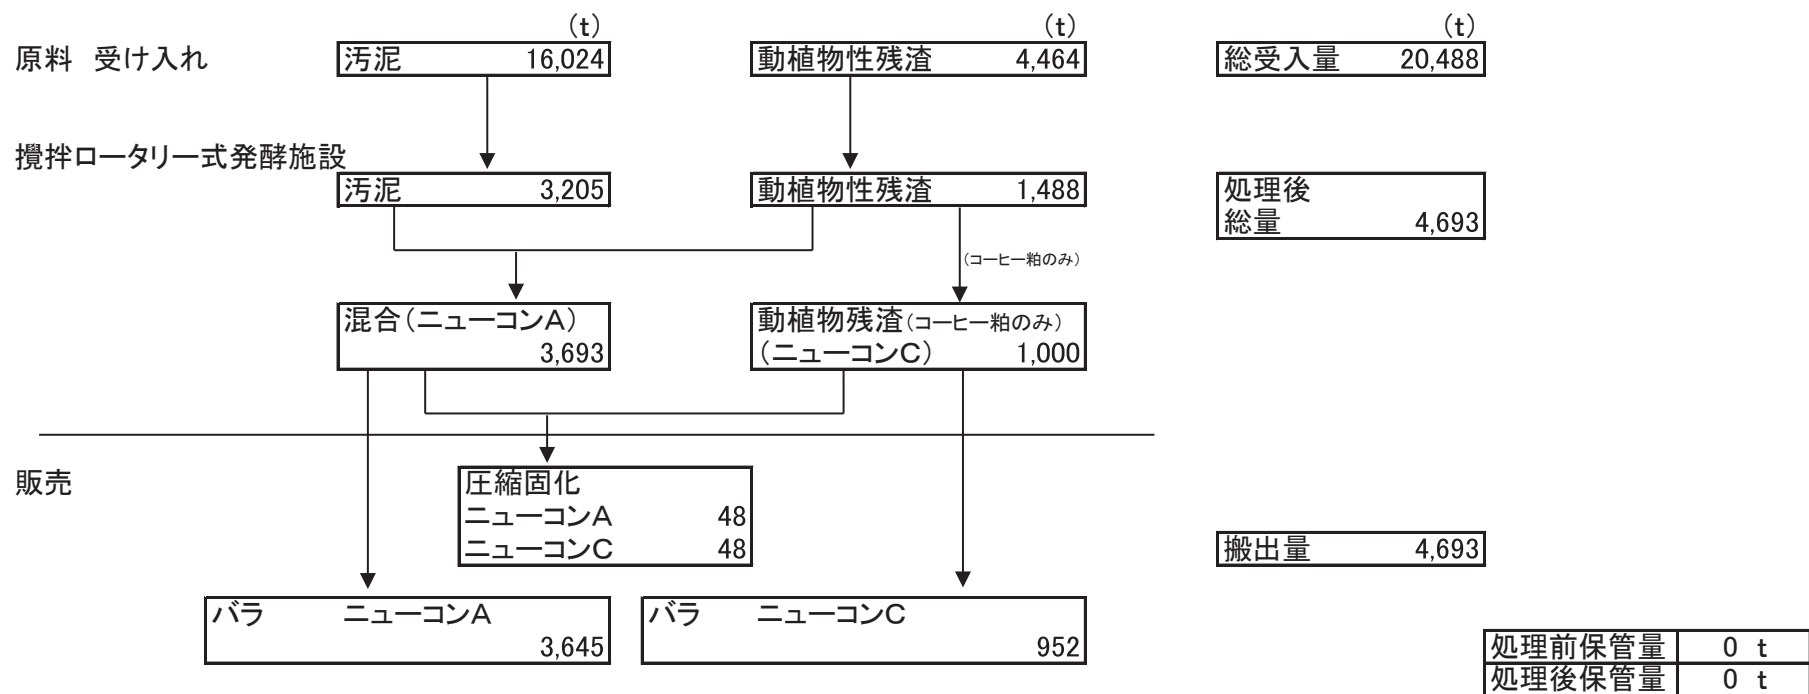 (t) (t) (t)
原料 受け入れ 汚泥 16,024 動植物性残渣 4,464 総受入量 20,488
攪拌ロータリー式発酵施設
汚泥 3,205 動植物性残渣 1,488 処理後
総量 4,693
(コーヒー粕のみ)
混合(ニューコンA) 動植物残渣(コーヒー粕のみ)
3,693 (ニューコンC) 1,000
販売 圧縮固化
ニューコンA 48
ニューコンC 48 搬出量 4,693
バラ ニューコンA バラ ニューコンC
3,645 952 処理前保管量 0 t
処理後保管量 0 t